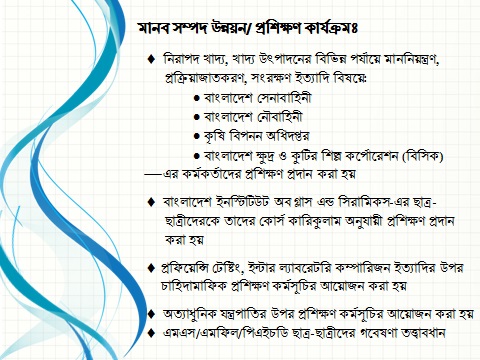 মানব সম্পদ উন্নয়ন/ প্রশিক্ষণ কার্যক্রমঃ
♦ নিরাপদ খাদ্য, খাদ্য উৎপাদনের বিভিন্ন পর্যায়ে মাননিয়ন্ত্রণ,
প্রক্রিয়াজাতকরণ, সংরক্ষণ ইত্যাদি বিষয়ে:
● বাংলাদেশ সেনাবাহিনী
● বাংলাদেশ নৌবাহিনী
● কৃষি বিপনন অধিদপ্তর
● বাংলাদেশ ক্ষুদ্র ও কুটির শিল্প কর্পোরেশন (বিসিক)
—এর কর্মকর্তাদের প্রশিক্ষণ প্রদান করা হয়
♦ বাংলাদেশ ইনস্টিটিউট অব গ্লাস এন্ড সিরামিকস-এর ছাত্র-
ছাত্রীদেরকে তাদের কোর্স কারিকুলাম অনুযায়ী প্রশিক্ষণ প্রদান
করা হয়
♦ প্রফিয়েন্সি টেস্টিং, ইন্টার ল্যাবরেটরি কম্পারিজন ইত্যাদির উপর
চাহিদামাফিক প্রশিক্ষণ কর্মসূচির আয়োজন করা হয়
♦ অত্যাধুনিক যন্ত্রপাতির উপর প্রশিক্ষণ কর্মসূচির আয়োজন করা হয়
♦ এমএস/এমফিল/পিএইচডি ছাত্র-ছাত্রীদের গবেষণা তত্ত্বাবধান